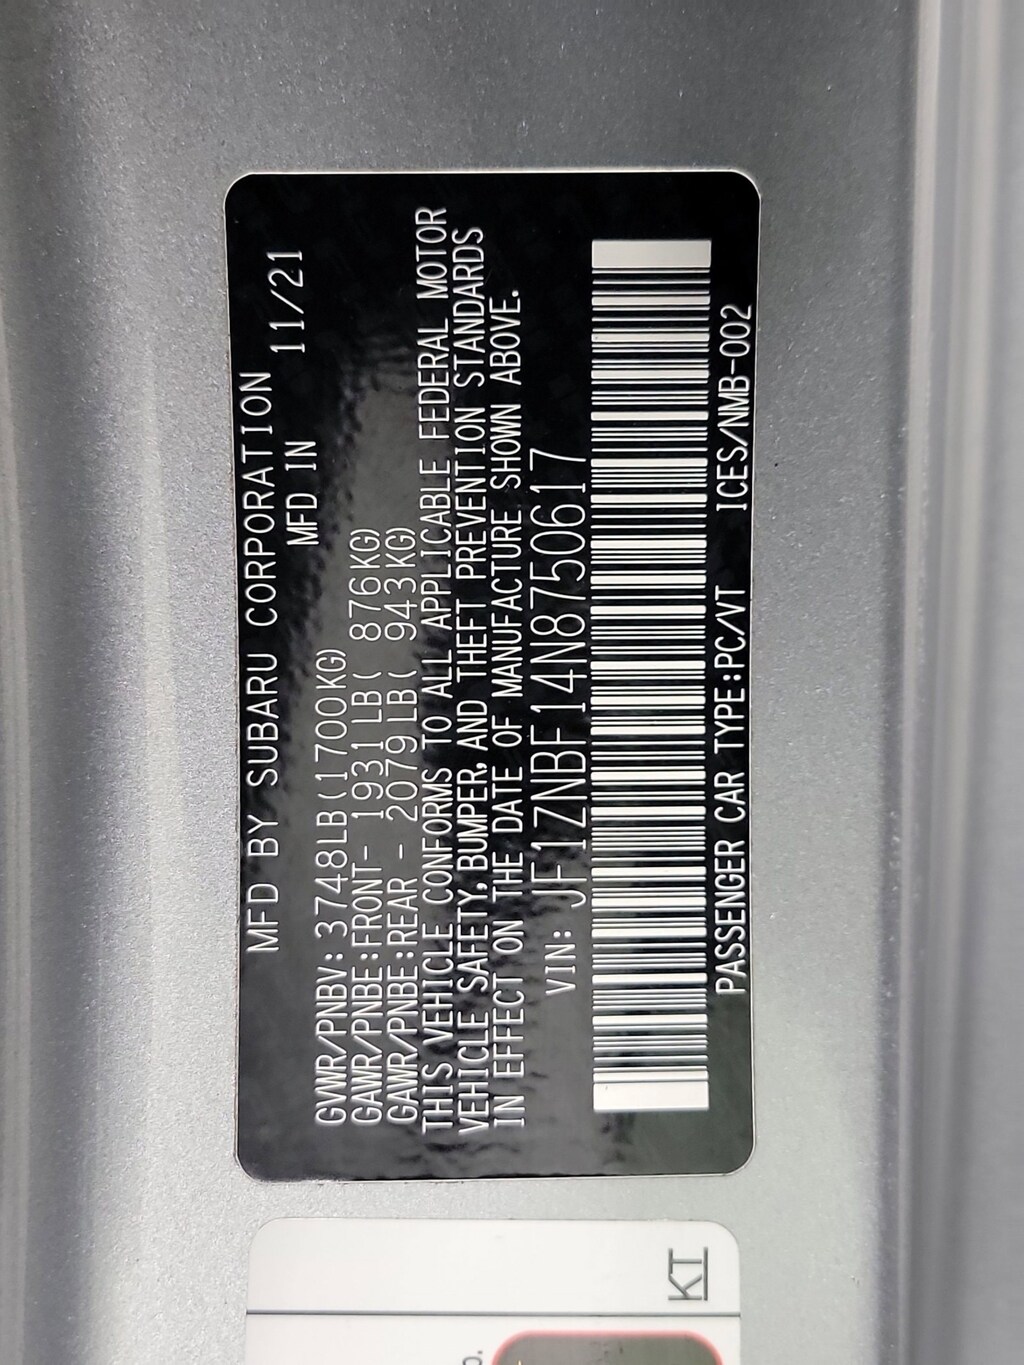 MFD BY SUBARU CORPORATION
MFD IN 11/21
GVWR/PNBV: 3748LB(1700KG)
GAWR/PNBE:FRONT- 1931LB( 876KG)
GAWR/PNBE:REAR - 2079LB( 943KG)
THIS VEHICLE CONFORMS TO ALL APPLICABLE FEDERAL MOTOR
VEHICLE SAFETY, BUMPER, AND THEFT PREVENTION STANDARDS
IN EFFECT ON THE DATE OF MANUFACTURE SHOWN ABOVE.
VIN: JF1ZNBF14N8750617
PASSENGER CAR TYPE:PC/VT ICES/NMB-002
KT